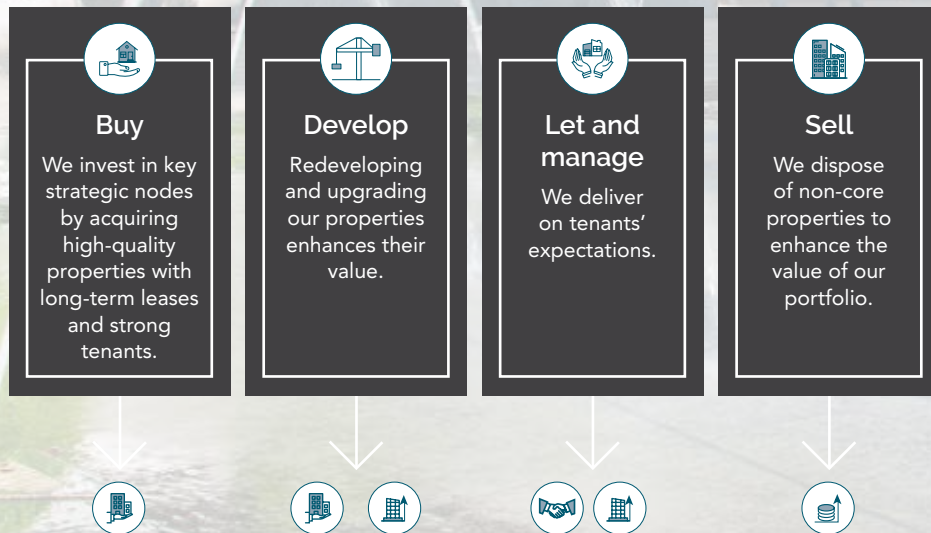 Buy
We invest in key
strategic nodes
by acquiring
high-quality
properties with
long-term leases
and strong
tenants.
Develop
Redeveloping
and upgrading
our properties
enhances their
value.
Let and
manage
We deliver
on tenants’
expectations.
Sell
We dispose
of non-core
properties to
enhance the
value of our
portfolio.